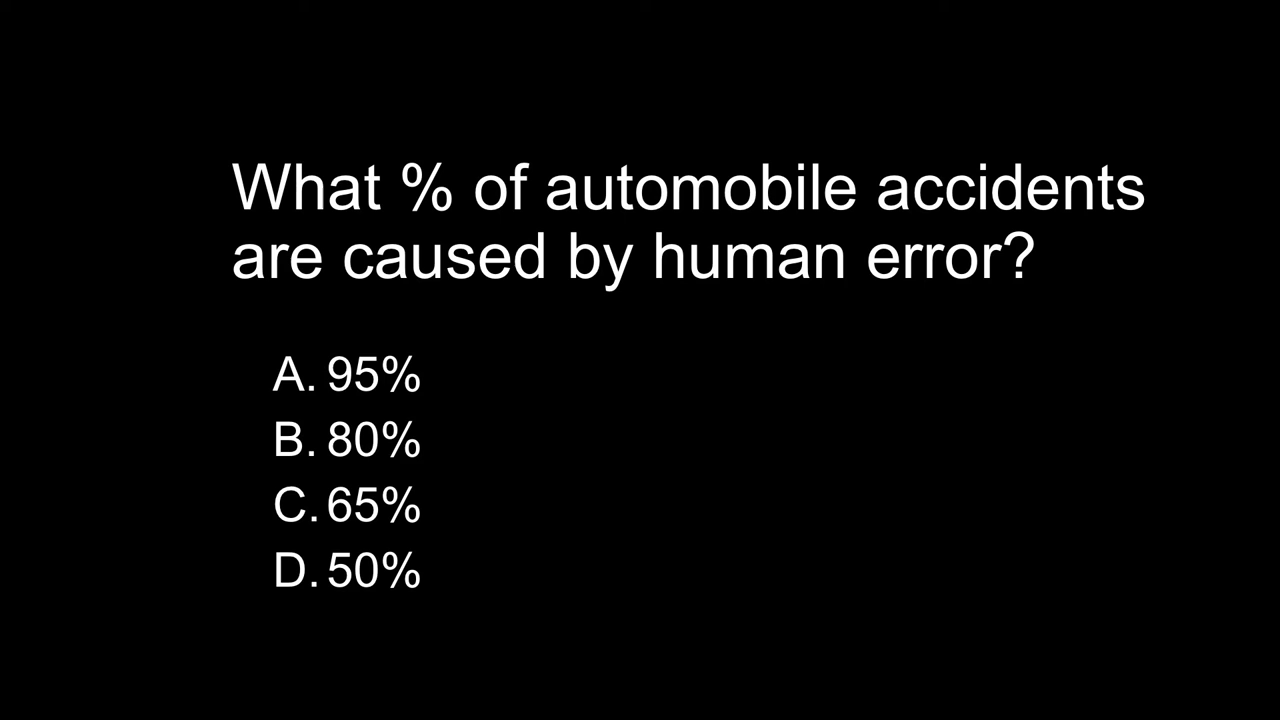 What % of automobile accidents
are caused by human error?
A. 95%
B. 80%
C. 65%
D. 50%